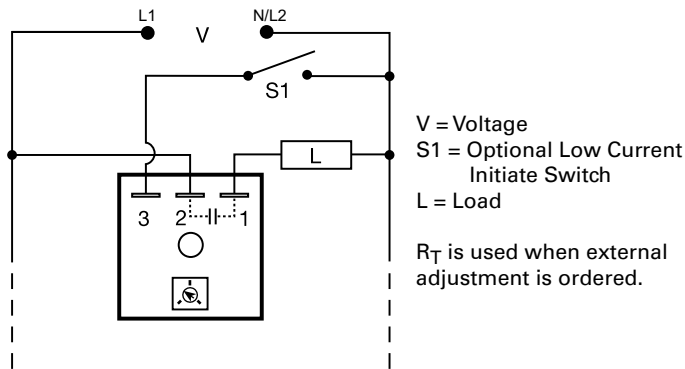 L1 V N/L2
S1
L
3 2 1
V = Voltage
S1 = Optional Low Current
Initiate Switch
L = Load
RT is used when external
adjustment is ordered.